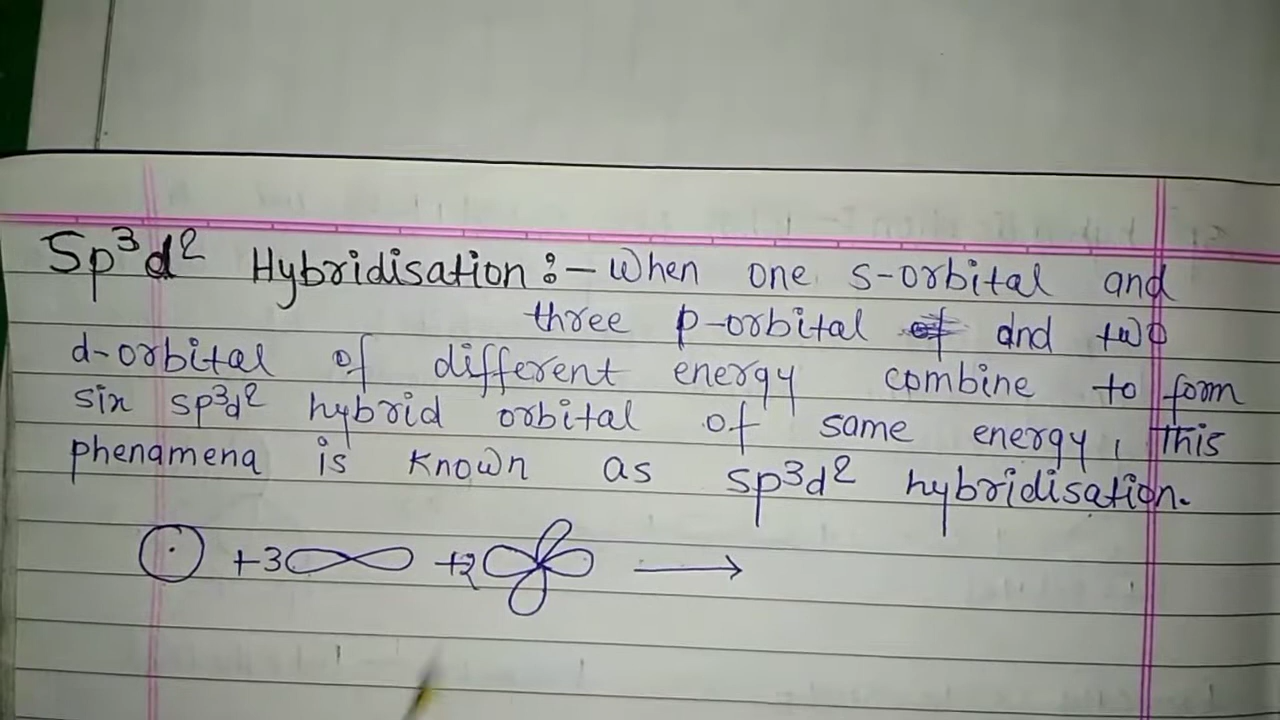 Sp³d² Hybridisation :- When one s-orbital and
three p-orbital and two
d-orbital of different energy combine to form
six sp³d² hybrid orbital of same energy, This
phenamena is known as sp³d² hybridisation.
+3 +2 →